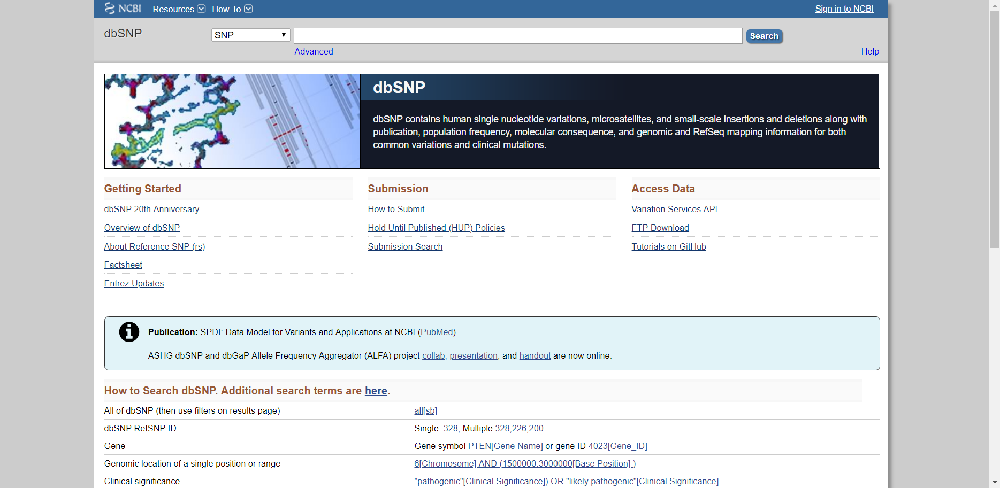 NCBI Resources How To Sign in to NCBI
dbSNP SNP Search
Advanced Help
dbSNP
dbSNP contains human single nucleotide variations, microsatellites, and small-scale insertions and deletions along with
publication, population frequency, molecular consequence, and genomic and RefSeq mapping information for both
common variations and clinical mutations.
Getting Started
dbSNP 20th Anniversary
Overview of dbSNP
About Reference SNP (rs)
Factsheet
Entrez Updates
Submission
How to Submit
Hold Until Published (HUP) Policies
Submission Search
Access Data
Variation Services API
FTP Download
Tutorials on GitHub
Publication: SPDI: Data Model for Variants and Applications at NCBI (PubMed)
ASHG dbSNP and dbGaP Allele Frequency Aggregator (ALFA) project collab, presentation, and handout are now online.
How to Search dbSNP. Additional search terms are here.
All of dbSNP (then use filters on results page) all[sb]
dbSNP RefSNP ID Single: 328; Multiple 328,226,200
Gene Gene symbol PTEN[Gene Name] or gene ID 4023[Gene_ID]
Genomic location of a single position or range 6[Chromosome] AND (1500000:3000000[Base Position] )
Clinical significance "pathogenic"[Clinical Significance]) OR "likely pathogenic"[Clinical Significance]